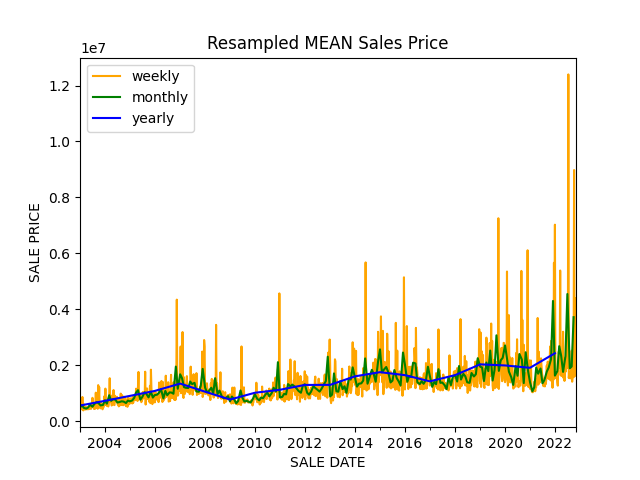 Resampled MEAN Sales Price
1e7
weekly
monthly
yearly
1.2
1.0
0.8
0.6
0.4
0.2
0.0
SALE PRICE
2004 2006 2008 2010 2012 2014 2016 2018 2020 2022
SALE DATE